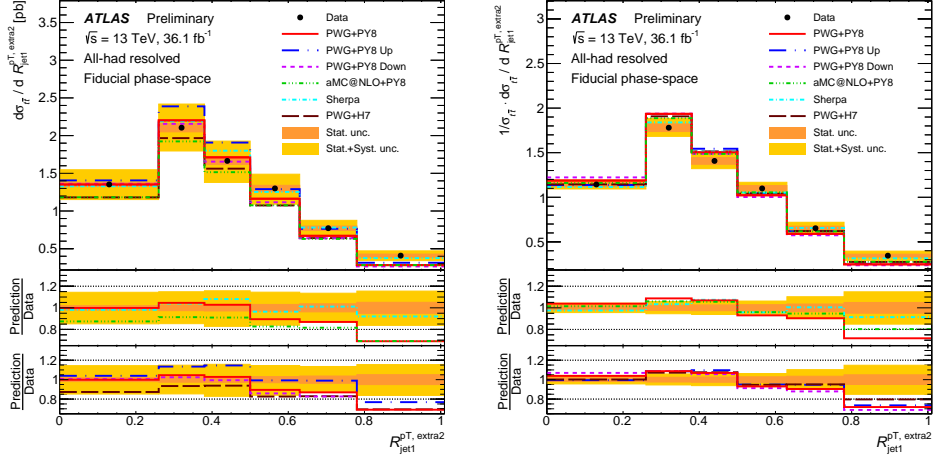 ATLAS Preliminary
√s = 13 TeV, 36.1 fb⁻¹
All-had resolved
Fiducial phase-space
Data
PWG+PY8
PWG+PY8 Up
PWG+PY8 Down
aMC@NLO+PY8
Sherpa
PWG+H7
Stat. unc.
Stat.+Syst. unc.
dσ_tt̄ / d R_jet1^pT, extra2 [pb]
3.5
3
2.5
2
1.5
1
0.5
Prediction
Data
1.2
1
0.8
Prediction
Data
1.2
1
0.8
0 0.2 0.4 0.6 0.8 1
R_jet1^pT, extra2
ATLAS Preliminary
√s = 13 TeV, 36.1 fb⁻¹
All-had resolved
Fiducial phase-space
Data
PWG+PY8
PWG+PY8 Up
PWG+PY8 Down
aMC@NLO+PY8
Sherpa
PWG+H7
Stat. unc.
Stat.+Syst. unc.
1/σ_tt̄ · dσ_tt̄ / d R_jet1^pT, extra2
3
2.5
2
1.5
1
0.5
Prediction
Data
1.2
1
0.8
Prediction
Data
1.2
1
0.8
0 0.2 0.4 0.6 0.8 1
R_jet1^pT, extra2